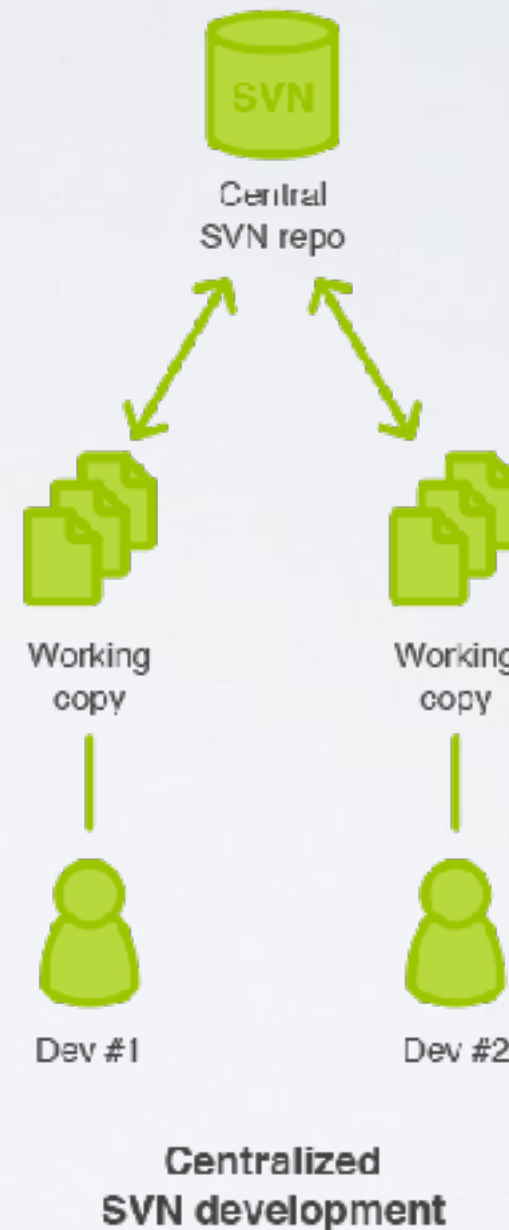 SVN
Central
SVN repo
Working
copy
Working
copy
Dev #1
Dev #2
Centralized
SVN development